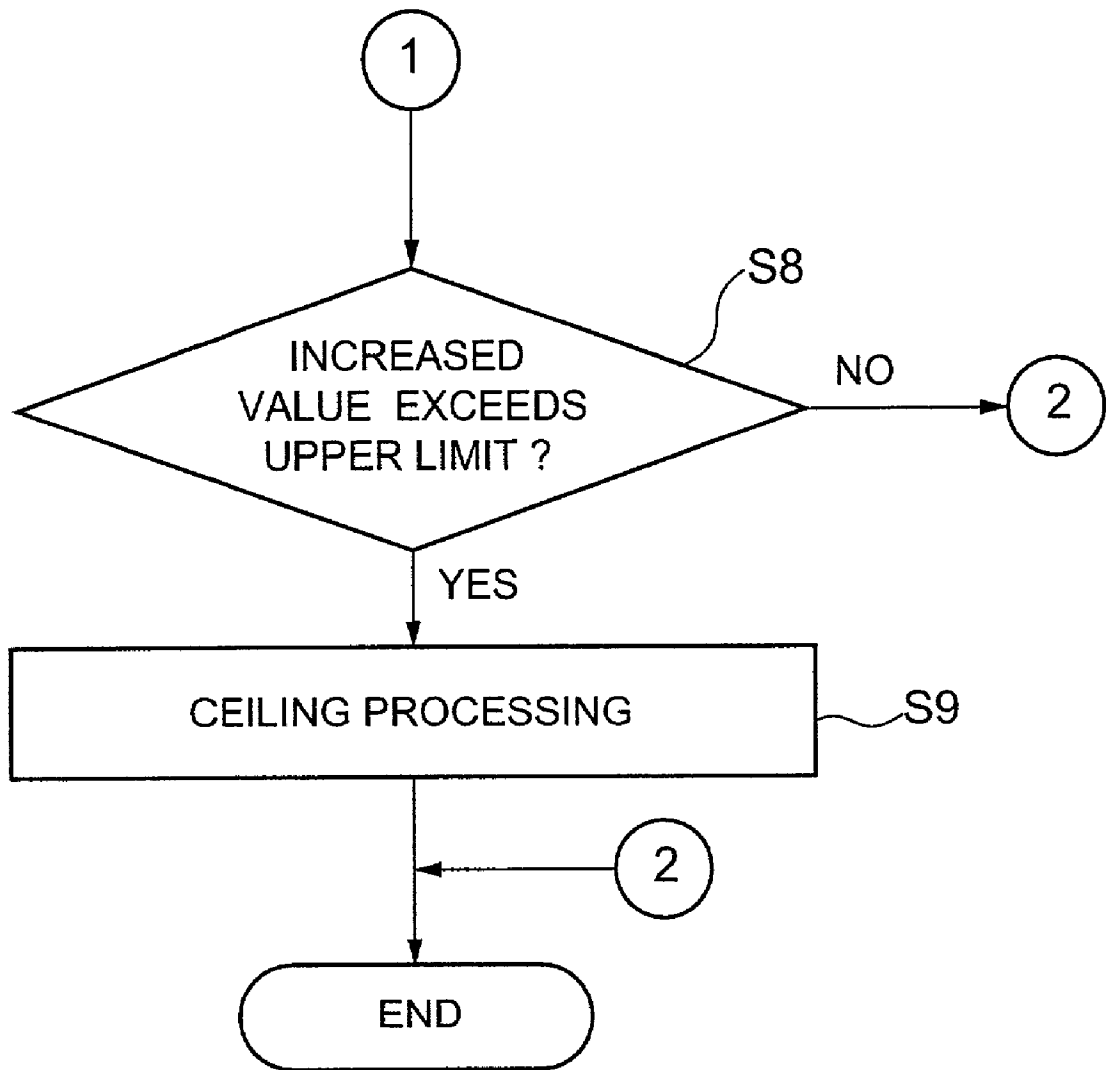 1
S8
INCREASED
VALUE EXCEEDS
UPPER LIMIT ?
NO
2
YES
CEILING PROCESSING
S9
2
END